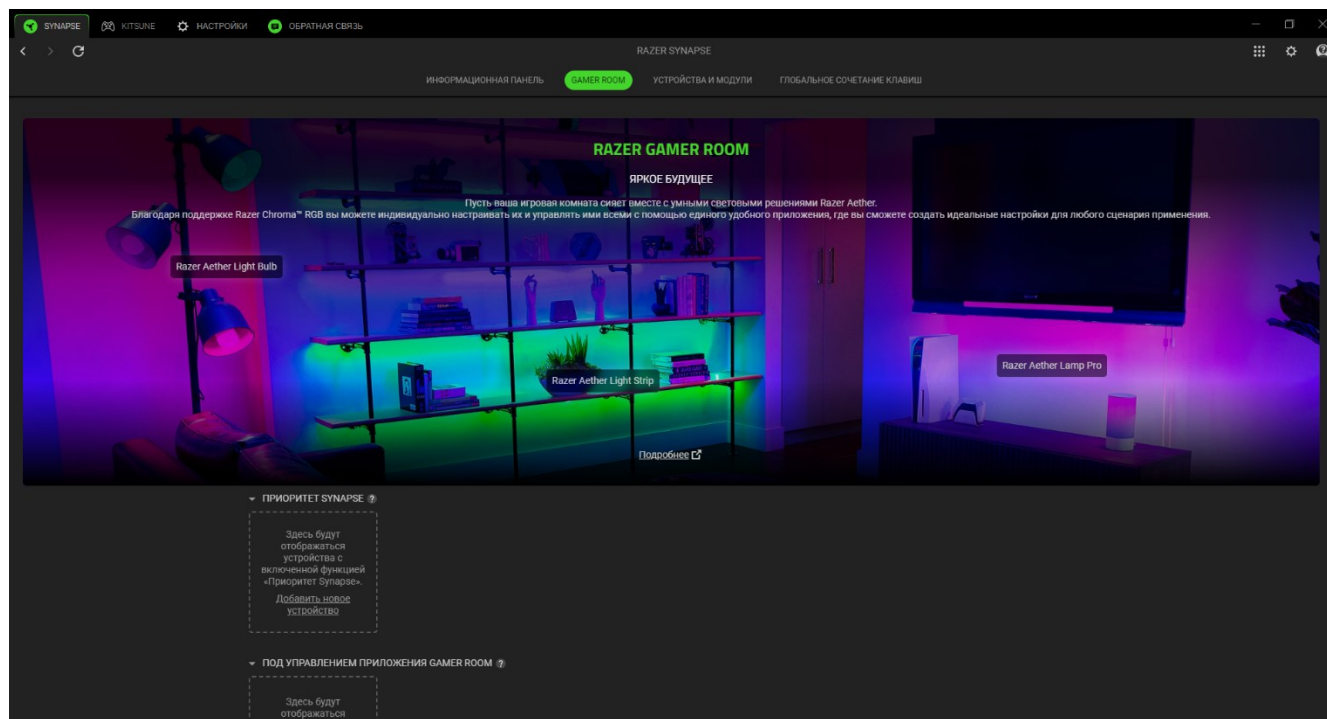 SYNAPSE KITSUNE НАСТРОЙКИ ОБРАТНАЯ СВЯЗЬ
RAZER SYNAPSE
ИНФОРМАЦИОННАЯ ПАНЕЛЬ GAMER ROOM УСТРОЙСТВА И МОДУЛИ ГЛОБАЛЬНОЕ СОЧЕТАНИЕ КЛАВИШ
RAZER GAMER ROOM
ЯРКОЕ БУДУЩЕЕ
Пусть ваша игровая комната сияет вместе с умными световыми решениями Razer Aether.
Благодаря поддержке Razer Chroma™ RGB вы можете индивидуально настраивать их и управлять ими всеми с помощью единого удобного приложения, где вы сможете создать идеальные настройки для любого сценария применения.
Razer Aether Light Bulb
Razer Aether Lamp Pro
Razer Aether Light Strip
Подробнее
ПРИОРИТЕТ SYNAPSE ?
Здесь будут
отображаться
устройства с
включенной функцией
«Приоритет Synapse».
Добавить новое
устройство
ПОД УПРАВЛЕНИЕМ ПРИЛОЖЕНИЯ GAMER ROOM ?
Здесь будут
отображаться